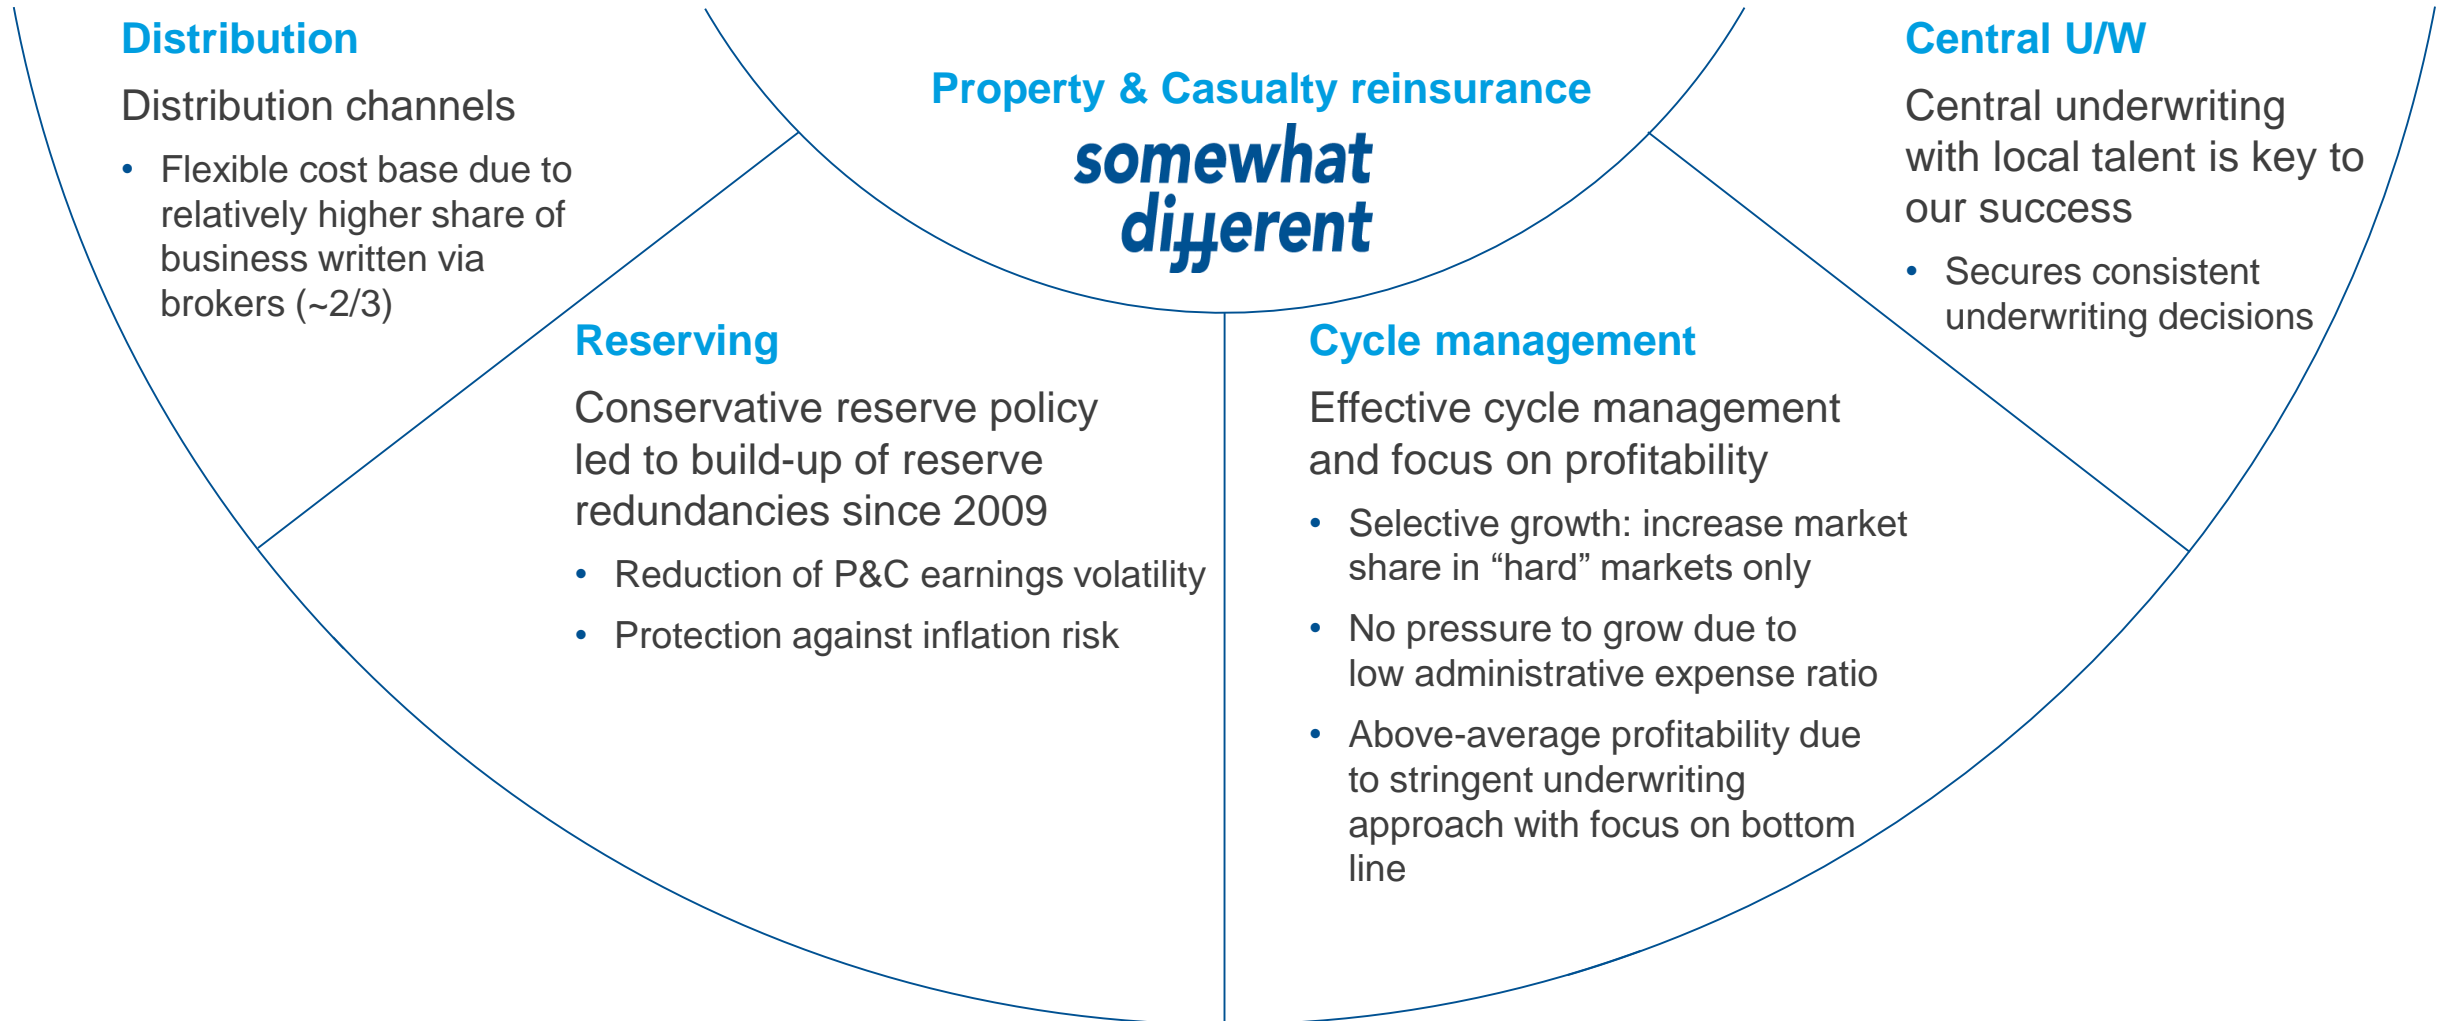 Distribution
Distribution channels
• Flexible cost base due to
relatively higher share of
business written via
brokers (~2/3)
Property & Casualty reinsurance
somewhat
different
Central U/W
Central underwriting
with local talent is key to
our success
• Secures consistent
underwriting decisions
Reserving
Conservative reserve policy
led to build-up of reserve
redundancies since 2009
• Reduction of P&C earnings volatility
• Protection against inflation risk
Cycle management
Effective cycle management
and focus on profitability
• Selective growth: increase market
share in “hard” markets only
• No pressure to grow due to
low administrative expense ratio
• Above-average profitability due
to stringent underwriting
approach with focus on bottom
line